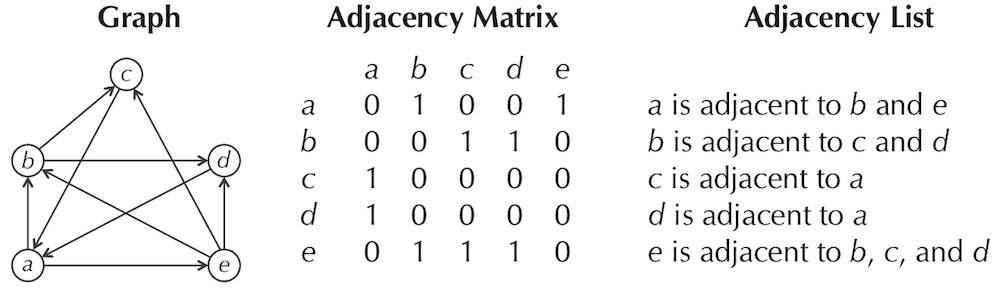 Graph
c
b
d
a
e
Adjacency Matrix
a b c d e
a 0 1 0 0 1
b 0 0 1 1 0
c 1 0 0 0 0
d 1 0 0 0 0
e 0 1 1 1 0
Adjacency List
a is adjacent to b and e
b is adjacent to c and d
c is adjacent to a
d is adjacent to a
e is adjacent to b, c, and d